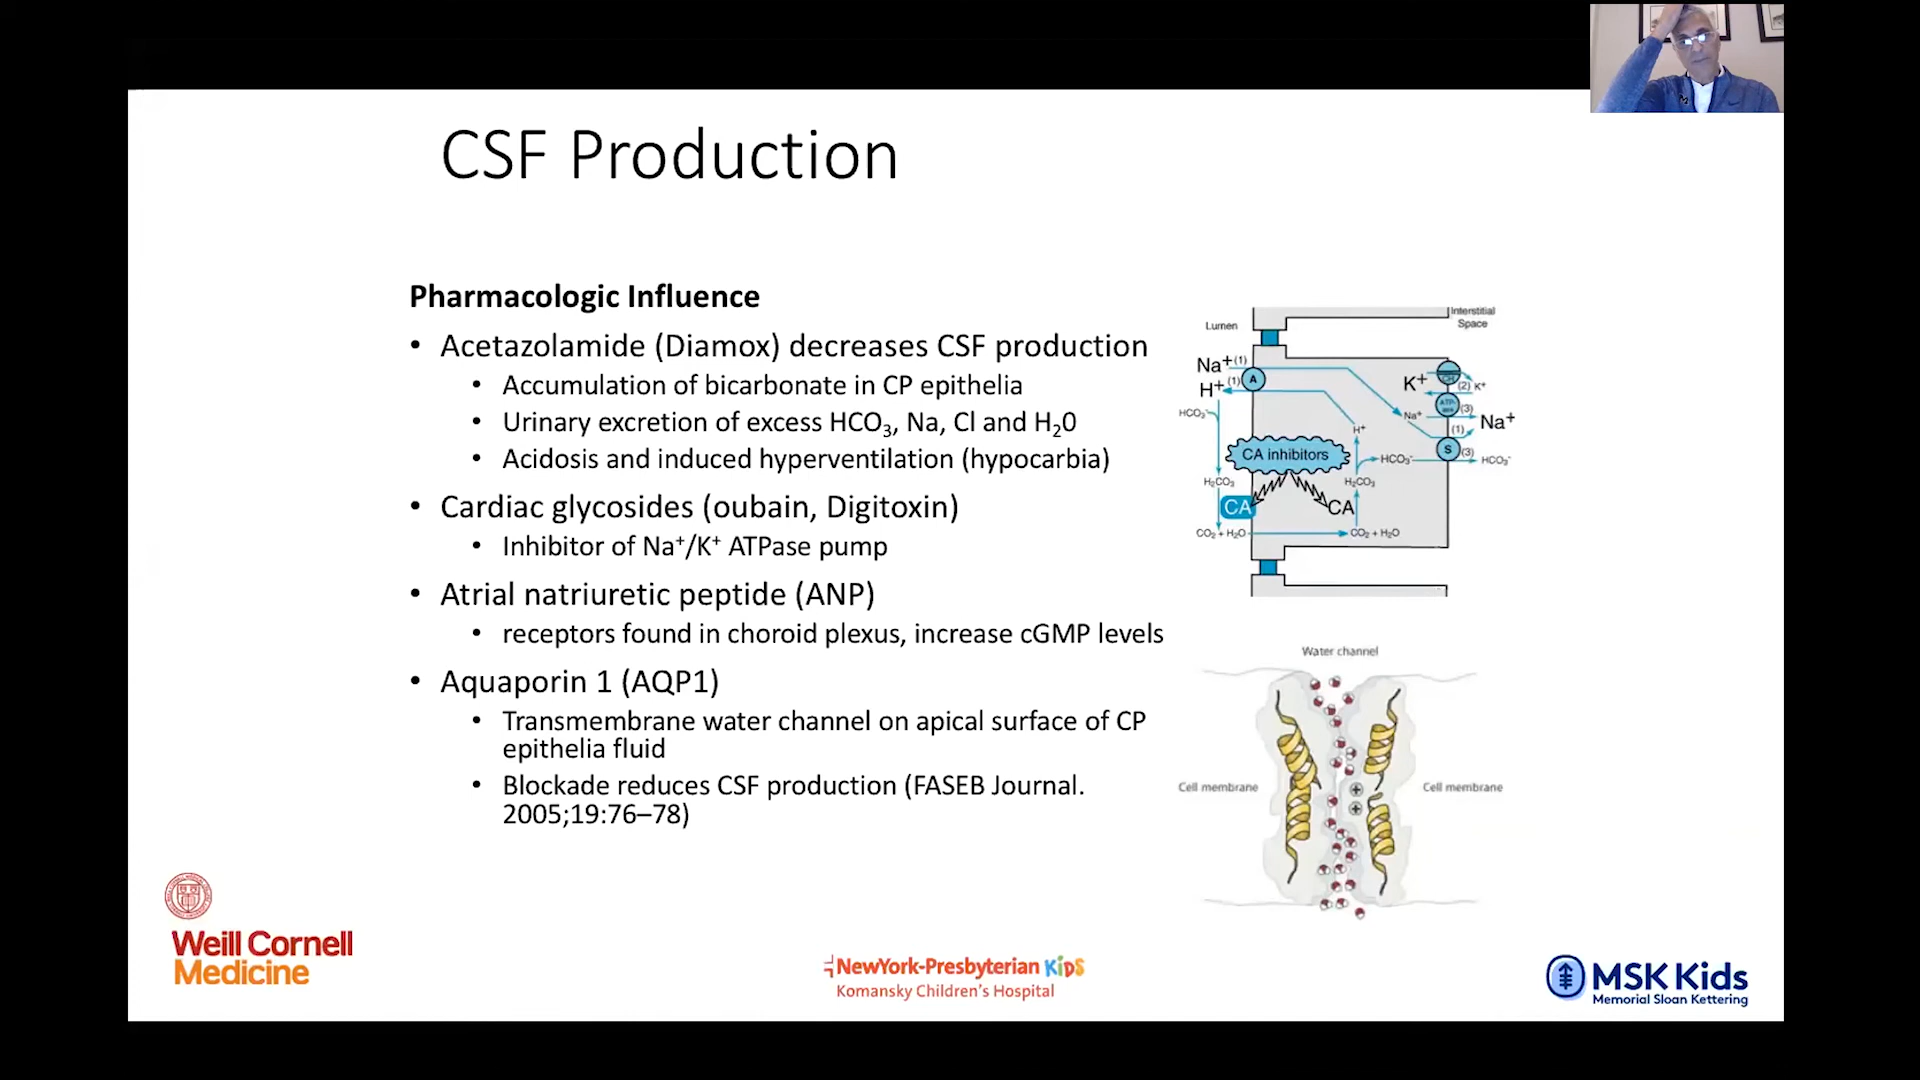 CSF Production
Pharmacologic Influence
• Acetazolamide (Diamox) decreases CSF production
• Accumulation of bicarbonate in CP epithelia
• Urinary excretion of excess HCO₃, Na, Cl and H₂0
• Acidosis and induced hyperventilation (hypocarbia)
• Cardiac glycosides (oubain, Digitoxin)
• Inhibitor of Na⁺/K⁺ ATPase pump
• Atrial natriuretic peptide (ANP)
• receptors found in choroid plexus, increase cGMP levels
• Aquaporin 1 (AQP1)
• Transmembrane water channel on apical surface of CP
epithelia fluid
• Blockade reduces CSF production (FASEB Journal.
2005;19:76–78)
Lumen
Interstitial
Space
Na⁺ (1)
H⁺ (1)
A
HCO₃⁻
H₂CO₃
CA
CO₂ + H₂O
CA inhibitors
CA
H⁺
H₂CO₃
HCO₃⁻
CO₂ + H₂O
K⁺
CH
(2) K⁺
ATP-
ase
(3)
Na⁺
Na⁺
(1)
S
(3)
HCO₃⁻
Water channel
Cell membrane
Cell membrane
Weill Cornell
Medicine
NewYork-Presbyterian KiDS
Komansky Children's Hospital
MSK Kids
Memorial Sloan Kettering